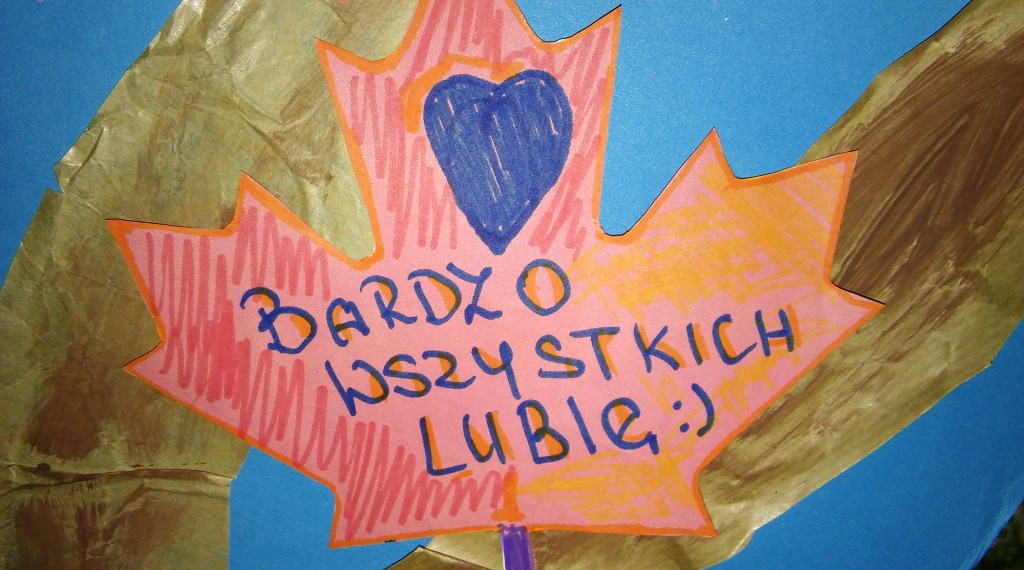 BARDZO
WSZYSTKICH
LUBIĘ :)